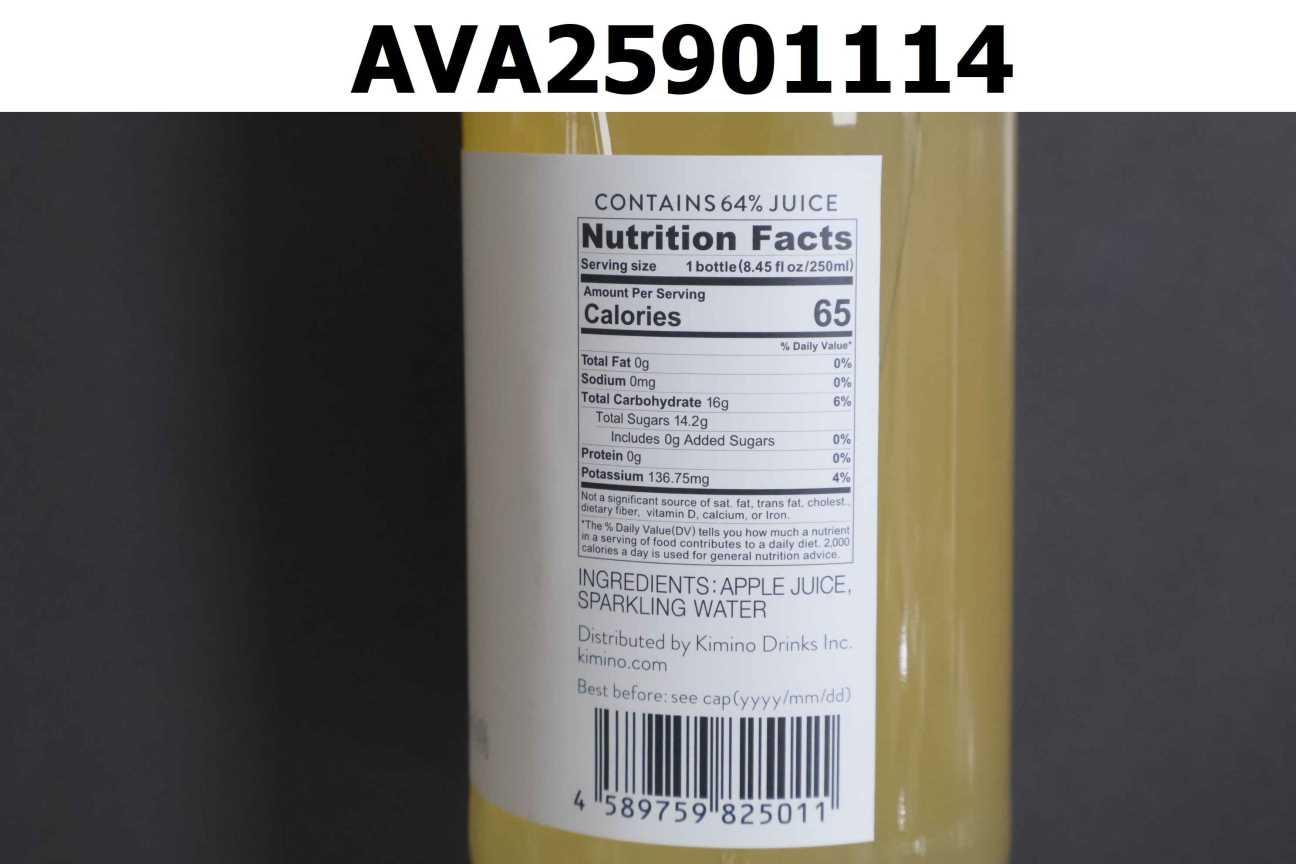 AVA25901114
CONTAINS 64% JUICE
Nutrition Facts
Serving size 1 bottle (8.45 fl oz/250ml)
Amount Per Serving
Calories 65
% Daily Value*
Total Fat 0g 0%
Sodium 0mg 0%
Total Carbohydrate 16g 6%
Total Sugars 14.2g
Includes 0g Added Sugars 0%
Protein 0g 0%
Potassium 136.75mg 4%
Not a significant source of sat. fat, trans fat, cholest.,
dietary fiber, vitamin D, calcium, or Iron.
*The % Daily Value(DV) tells you how much a nutrient
in a serving of food contributes to a daily diet. 2,000
calories a day is used for general nutrition advice.
INGREDIENTS: APPLE JUICE,
SPARKLING WATER
Distributed by Kimino Drinks Inc.
kimino.com
Best before: see cap(yyyy/mm/dd)
4 589759 825011